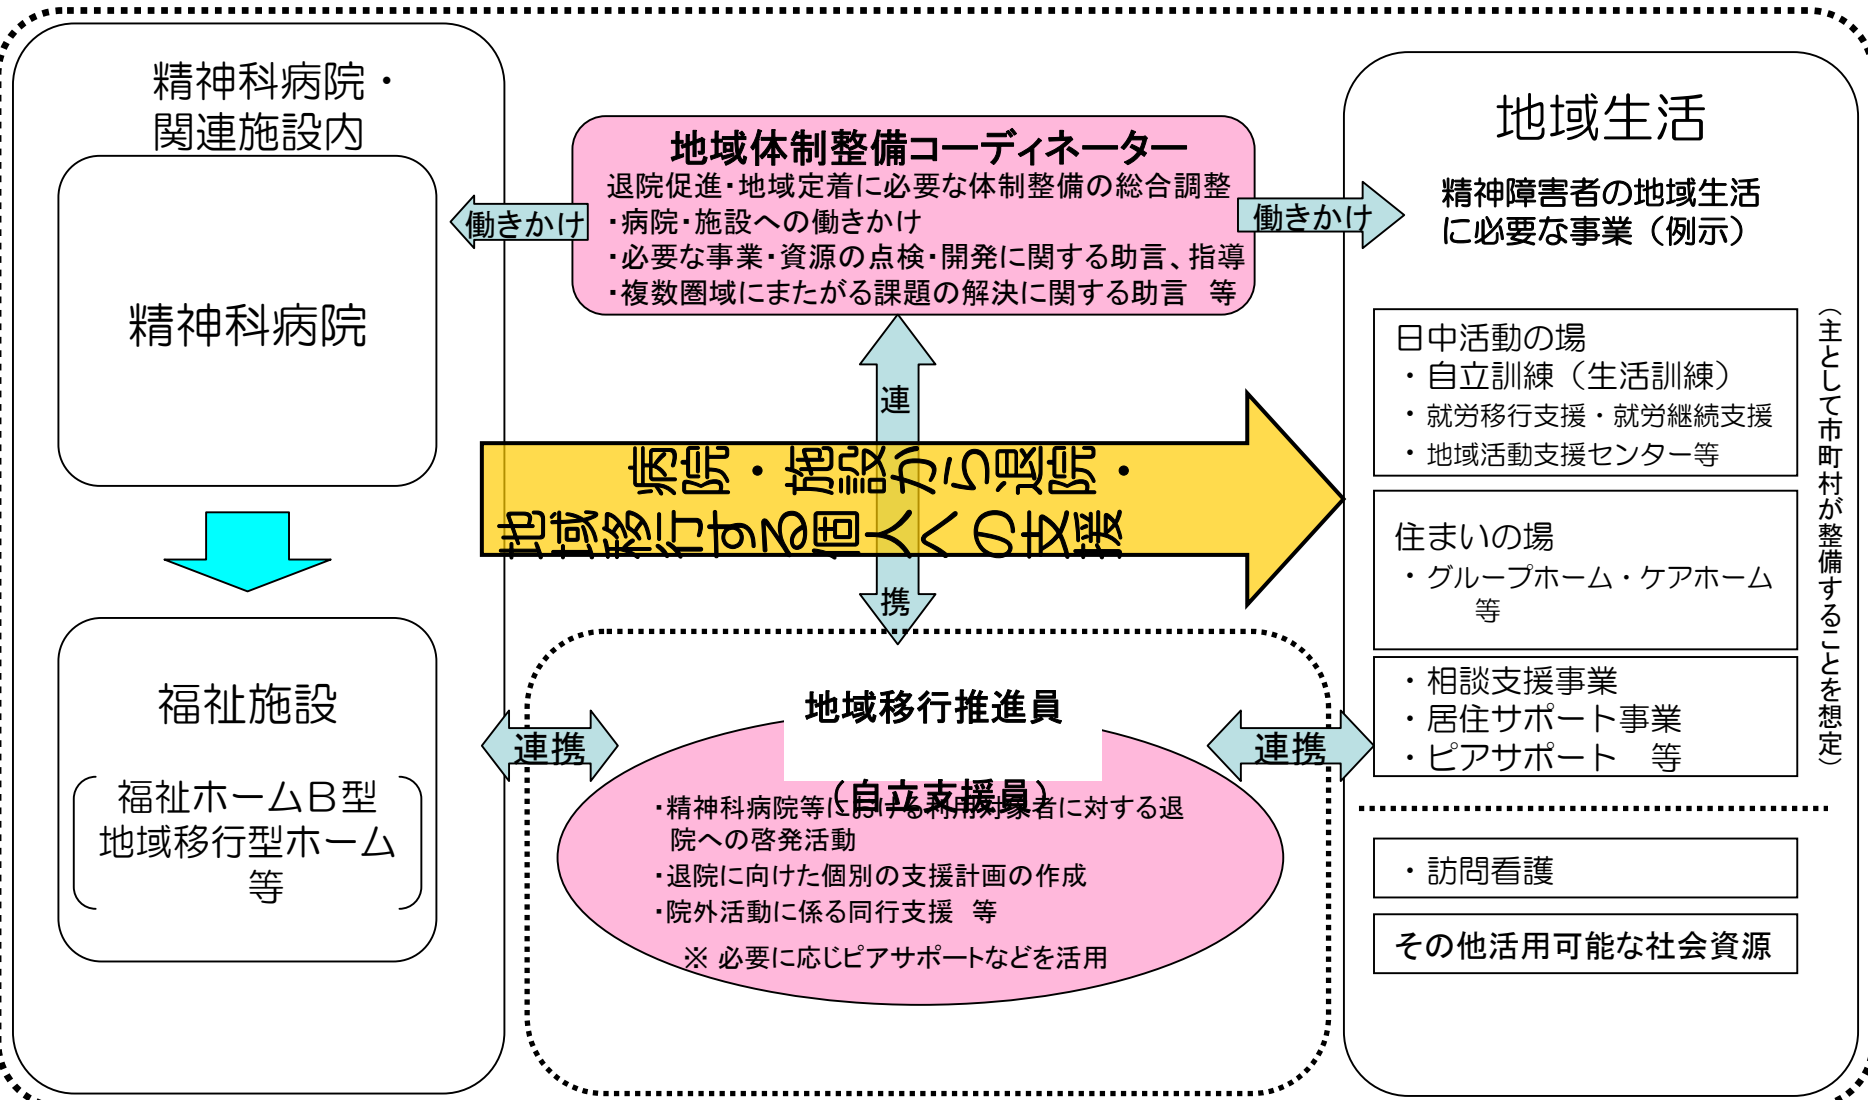 精神科病院・
関連施設内
精神科病院
福祉施設
福祉ホームB型
地域移行型ホーム
等
地域体制整備コーディネーター
退院促進・地域定着に必要な体制整備の総合調整
・病院・施設への働きかけ
・必要な事業・資源の点検・開発に関する助言、指導
・複数圏域にまたがる課題の解決に関する助言　等
働きかけ
働きかけ
連
携
病院・施設から退院・
地域移行する個人への支援
地域移行推進員
（自立支援員）
・精神科病院等における利用対象者に対する退
院への啓発活動
・退院に向けた個別の支援計画の作成
・院外活動に係る同行支援　等
※ 必要に応じピアサポートなどを活用
連携
連携
地域生活
精神障害者の地域生活
に必要な事業（例示）
日中活動の場
・自立訓練（生活訓練）
・就労移行支援・就労継続支援
・地域活動支援センター等
住まいの場
・グループホーム・ケアホーム
等
・相談支援事業
・居住サポート事業
・ピアサポート　等
（主として市町村が整備することを想定）
・訪問看護
その他活用可能な社会資源